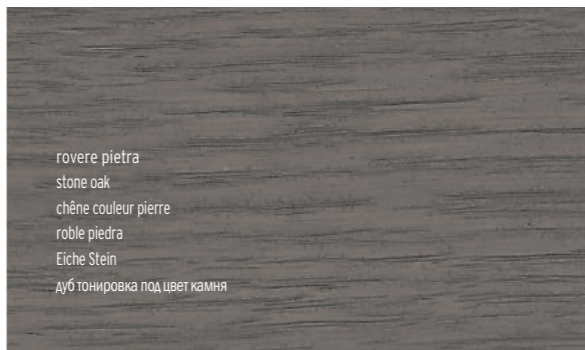 rovere pietra
stone oak
chêne couleur pierre
roble piedra
Eiche Stein
дуб тонировка под цвет камня